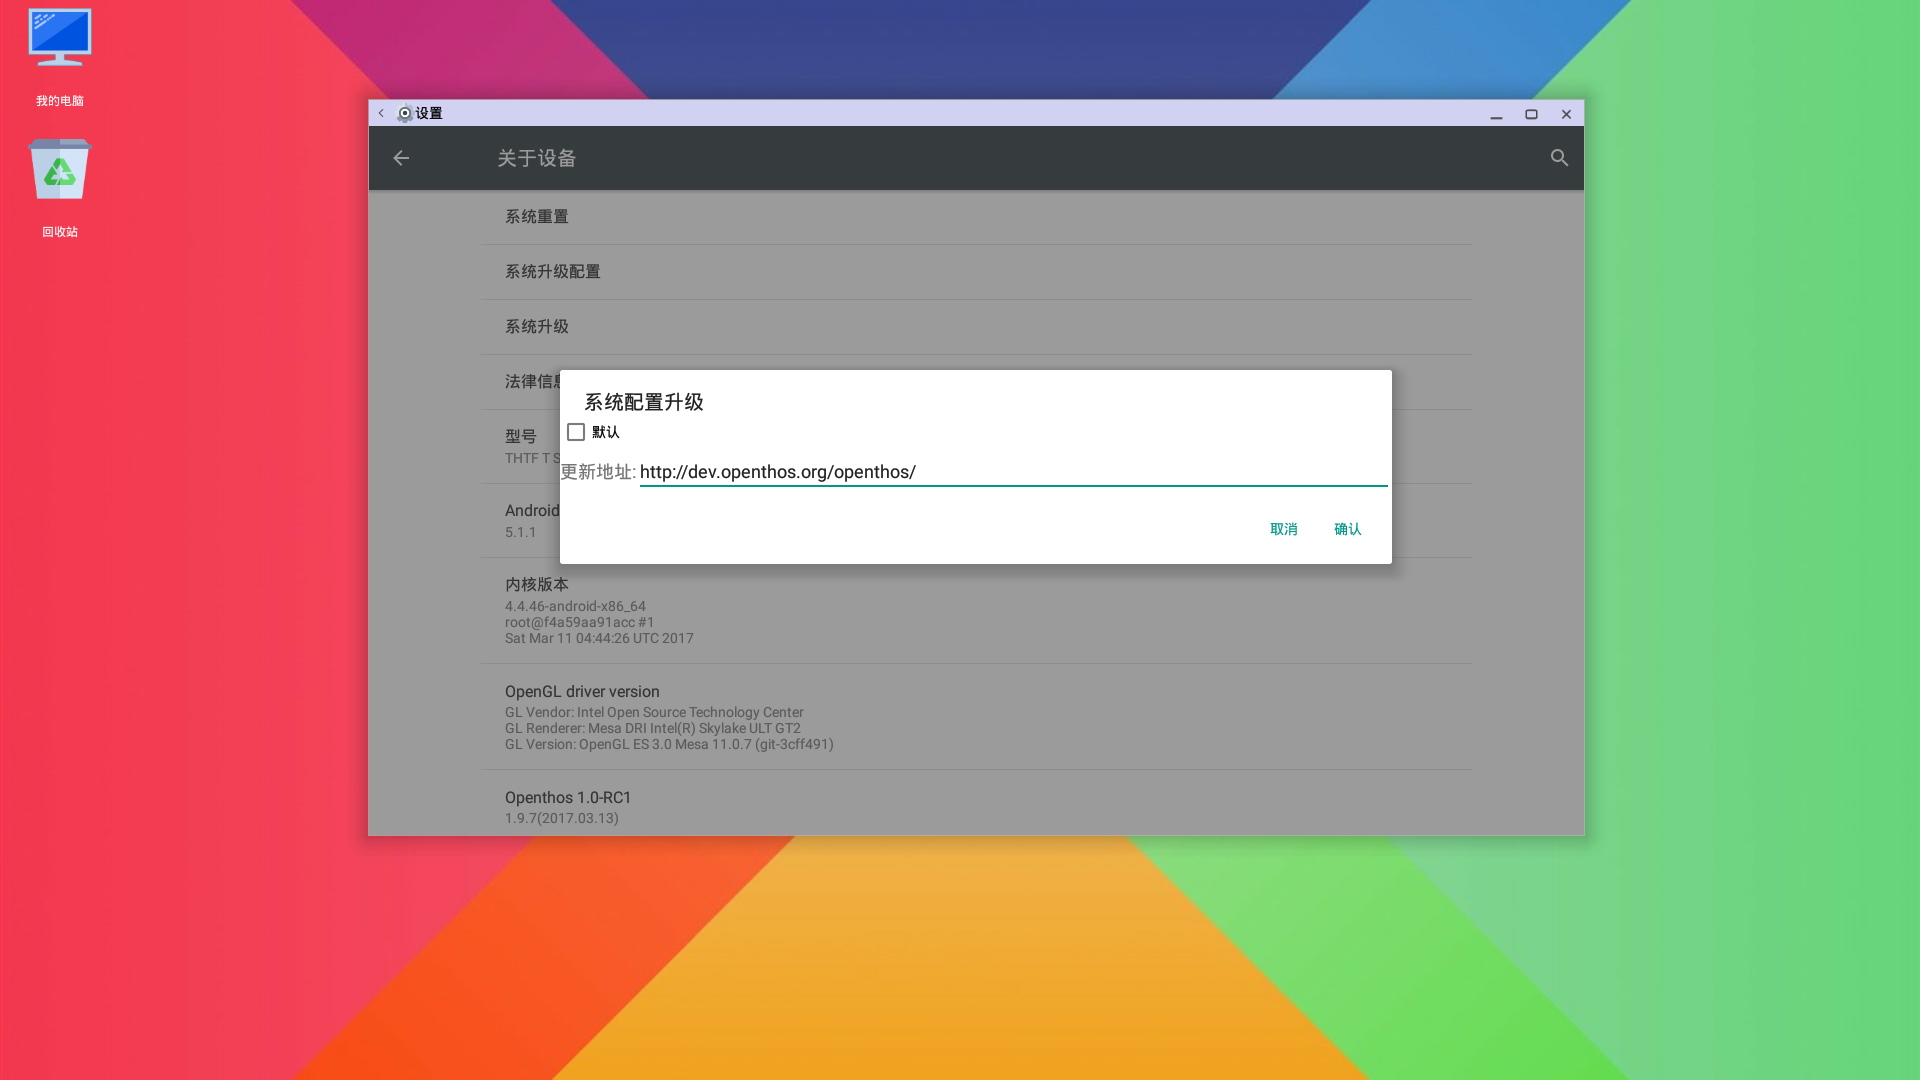 我的电脑
回收站
设置
关于设备
系统重置
系统升级配置
系统升级
法律信息
型号
THTF T S
Android
5.1.1
系统配置升级
默认
更新地址: http://dev.openthos.org/openthos/
取消 确认
内核版本
4.4.46-android-x86_64
root@f4a59aa91acc #1
Sat Mar 11 04:44:26 UTC 2017
OpenGL driver version
GL Vendor: Intel Open Source Technology Center
GL Renderer: Mesa DRI Intel(R) Skylake ULT GT2
GL Version: OpenGL ES 3.0 Mesa 11.0.7 (git-3cff491)
Openthos 1.0-RC1
1.9.7(2017.03.13)